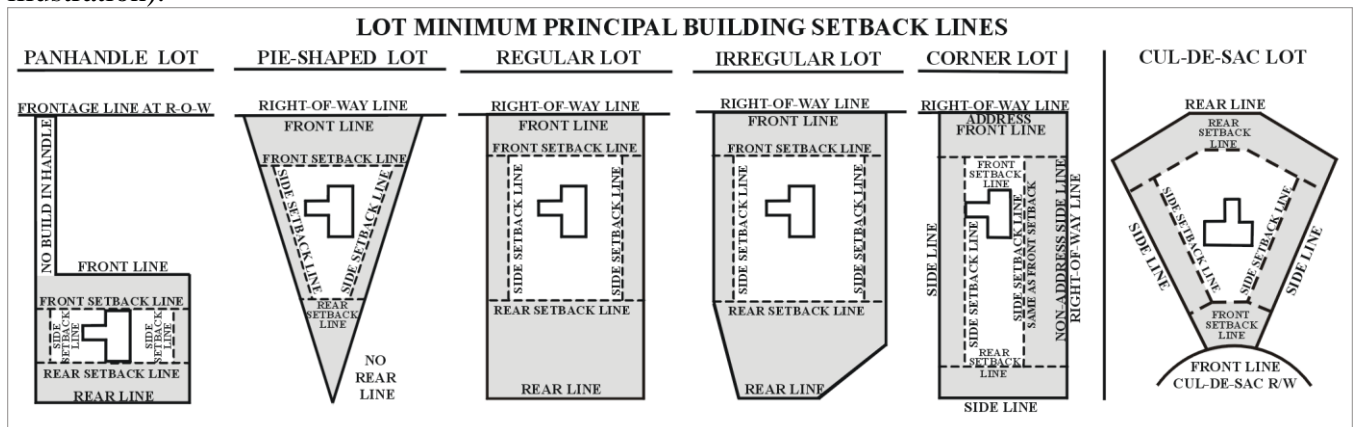 illustration).
LOT MINIMUM PRINCIPAL BUILDING SETBACK LINES
PANHANDLE LOT
FRONTAGE LINE AT R-O-W
NO BUILD IN HANDLE
FRONT LINE
FRONT SETBACK LINE
SIDE
SETBACK
LINE
SIDE
SETBACK
LINE
REAR SETBACK LINE
REAR LINE
PIE-SHAPED LOT
RIGHT-OF-WAY LINE
FRONT LINE
FRONT SETBACK LINE
SIDE SETBACK LINE
SIDE SETBACK LINE
REAR
SETBACK
LINE
NO
REAR
LINE
REGULAR LOT
RIGHT-OF-WAY LINE
FRONT LINE
FRONT SETBACK LINE
SIDE SETBACK LINE
SIDE SETBACK LINE
REAR SETBACK LINE
REAR LINE
IRREGULAR LOT
RIGHT-OF-WAY LINE
FRONT LINE
FRONT SETBACK LINE
SIDE SETBACK LINE
SIDE SETBACK LINE
REAR SETBACK LINE
REAR LINE
CORNER LOT
RIGHT-OF-WAY LINE
ADDRESS
FRONT LINE
FRONT
SETBACK
LINE
SIDE LINE
SIDE SETBACK LINE
SIDE SETBACK LINE
SAME AS FRONT SETBACK
NON-ADDRESS SIDE LINE
RIGHT-OF-WAY LINE
REAR
SETBACK
LINE
SIDE LINE
CUL-DE-SAC LOT
REAR LINE
REAR
SETBACK
LINE
SIDE LINE
SIDE SETBACK LINE
SIDE SETBACK LINE
SIDE LINE
FRONT
SETBACK
LINE
FRONT LINE
CUL-DE-SAC R/W